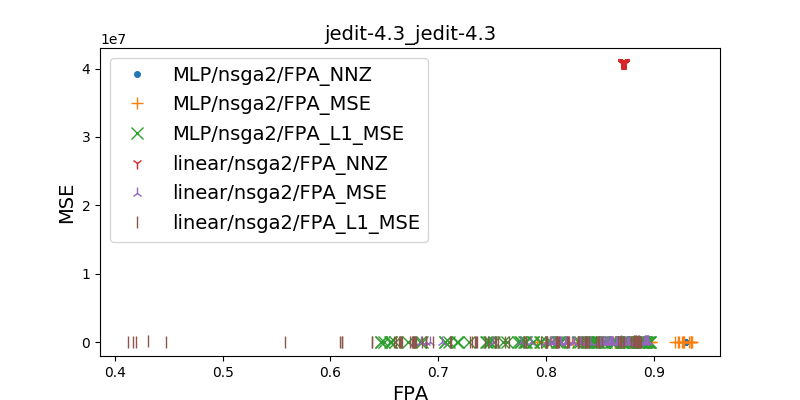 jedit-4.3_jedit-4.3
1e7
4
3
2
1
0
MSE
MLP/nsga2/FPA_NNZ
MLP/nsga2/FPA_MSE
MLP/nsga2/FPA_L1_MSE
linear/nsga2/FPA_NNZ
linear/nsga2/FPA_MSE
linear/nsga2/FPA_L1_MSE
0.4 0.5 0.6 0.7 0.8 0.9
FPA